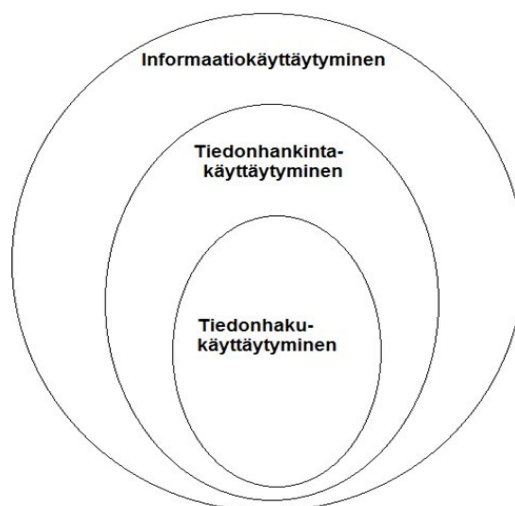 Informaatiokäyttäytyminen
Tiedonhankinta-
käyttäytyminen
Tiedonhaku-
käyttäytyminen